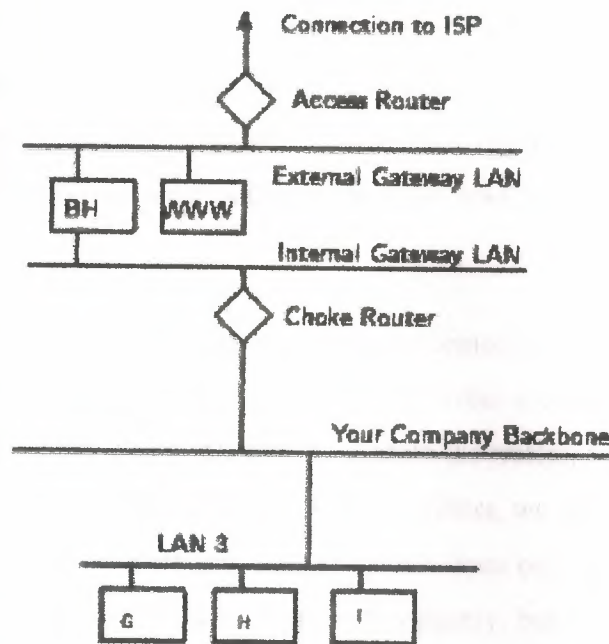 Connection to ISP
Access Router
External Gateway LAN
BH
WWW
Internal Gateway LAN
Choke Router
Your Company Backbone
LAN 3
G
H
I